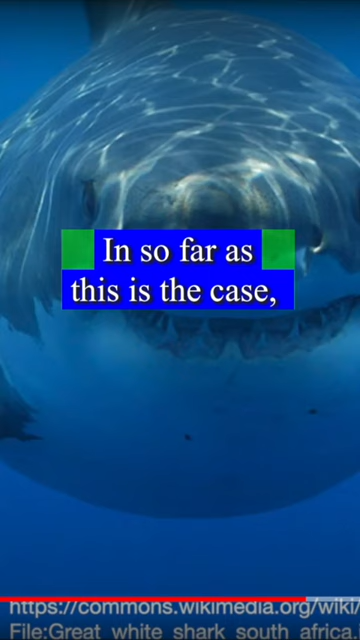 In so far as
this is the case,
https://commons.wikimedia.org/wiki/
File:Great white shark south africa.